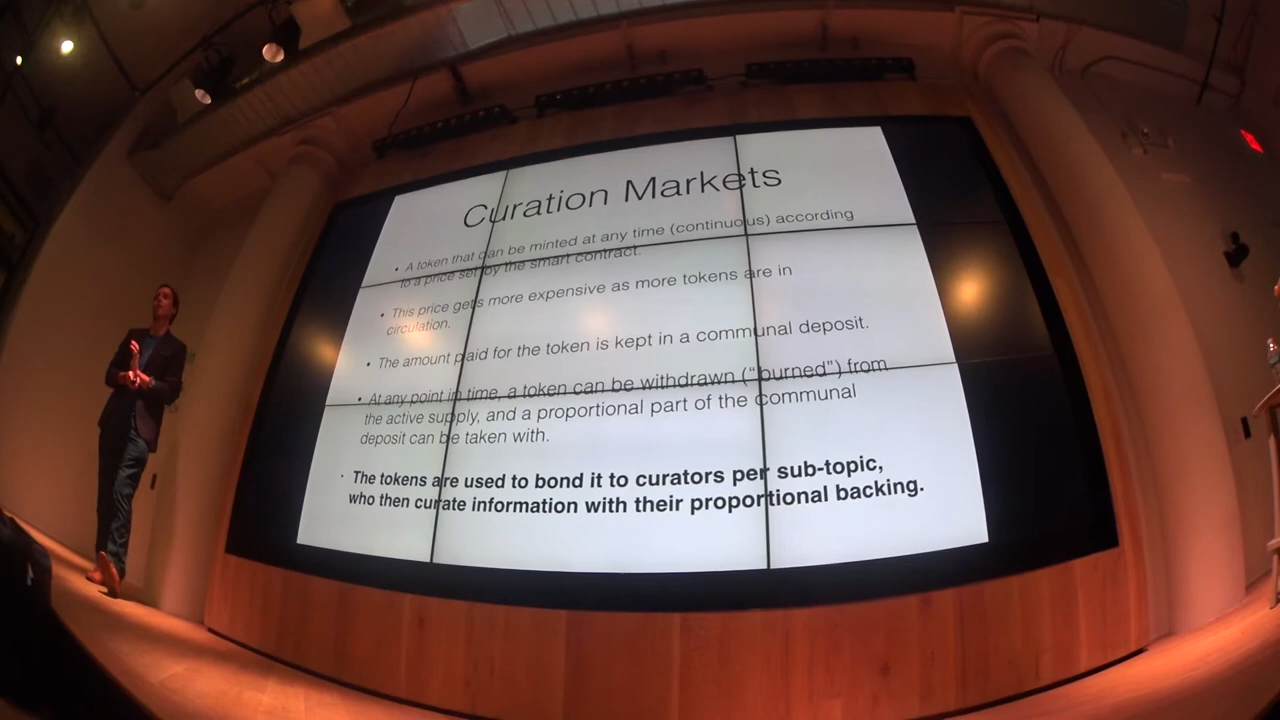 Curation Markets
• A token that can be minted at any time (continuous) according
to a price set by the smart contract.
• This price gets more expensive as more tokens are in
circulation.
• The amount paid for the token is kept in a communal deposit.
• At any point in time, a token can be withdrawn (“burned”) from
the active supply, and a proportional part of the communal
deposit can be taken with.
· The tokens are used to bond it to curators per sub-topic,
who then curate information with their proportional backing.